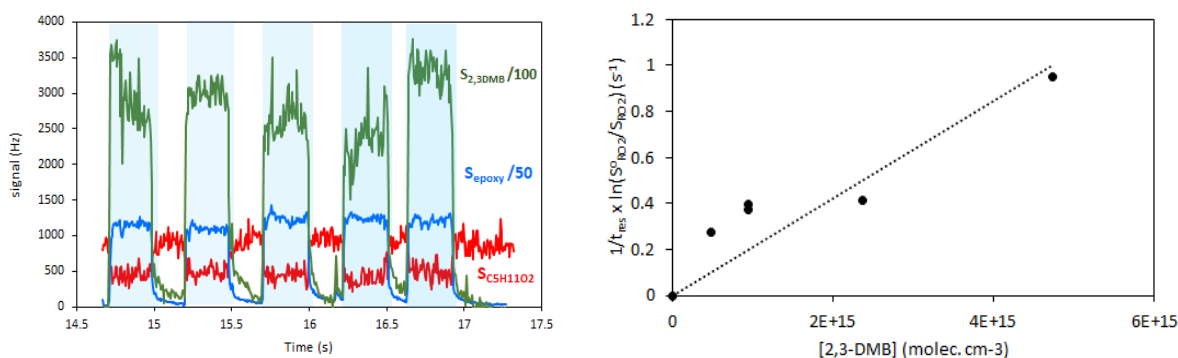 4000
3500
3000
2500
2000
1500
1000
500
0
signal (Hz)
S2,3DMB/100
Sepoxy/50
SC5H11O2
14.5 15 15.5 16 16.5 17 17.5
Time (s)
1.2
1
0.8
0.6
0.4
0.2
0
1/tres x ln(S°RO2/SRO2) (s-1)
0 2E+15 4E+15 6E+15
[2,3-DMB] (molec. cm-3)